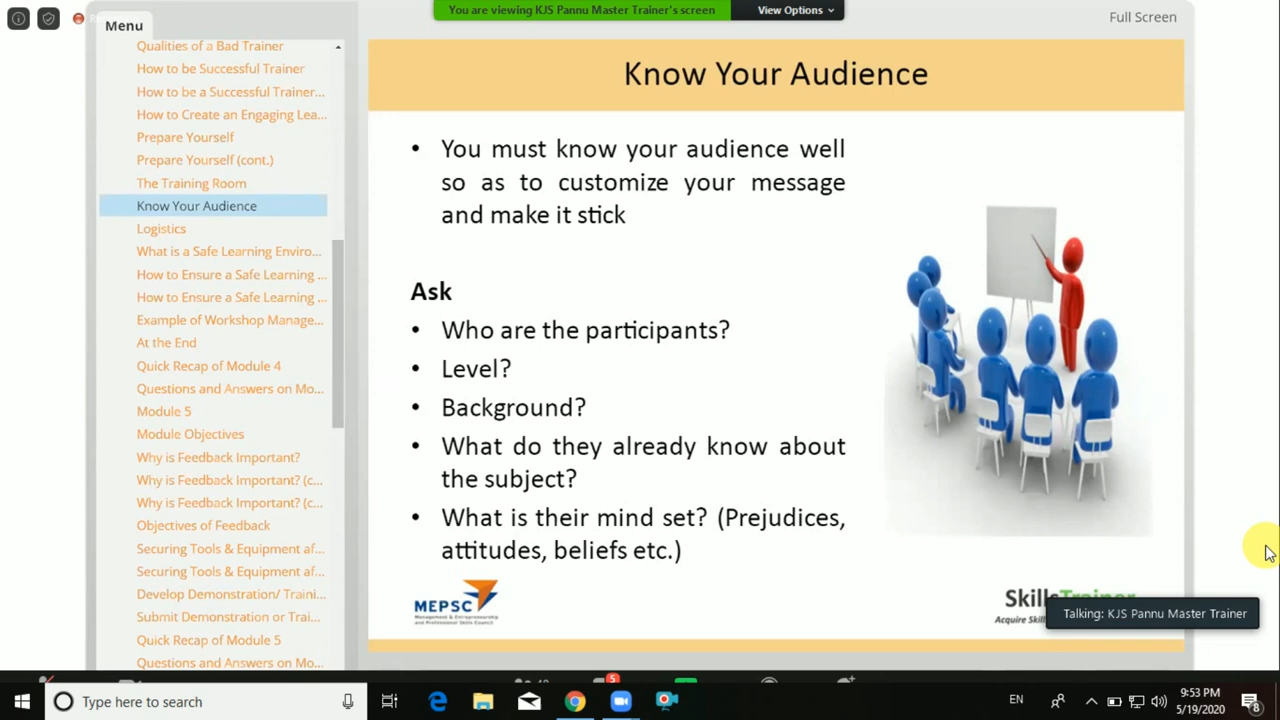 You are viewing KJS Pannu Master Trainer's screen
View Options
Full Screen
Menu
Qualities of a Bad Trainer
How to be Successful Trainer
How to be a Successful Trainer...
How to Create an Engaging Lea...
Prepare Yourself
Prepare Yourself (cont.)
The Training Room
Know Your Audience
Logistics
What is a Safe Learning Enviro...
How to Ensure a Safe Learning ...
How to Ensure a Safe Learning ...
Example of Workshop Manage...
At the End
Quick Recap of Module 4
Questions and Answers on Mo...
Module 5
Module Objectives
Why is Feedback Important?
Why is Feedback Important? (c...
Why is Feedback Important? (c...
Objectives of Feedback
Securing Tools & Equipment af...
Securing Tools & Equipment af...
Develop Demonstration/ Traini...
Submit Demonstration or Trai...
Quick Recap of Module 5
Questions and Answers on Mo...
Know Your Audience
• You must know your audience well
so as to customize your message
and make it stick
Ask
• Who are the participants?
• Level?
• Background?
• What do they already know about
the subject?
• What is their mind set? (Prejudices,
attitudes, beliefs etc.)
MEPSC
Management & Entrepreneurship
and Professional Skills Council
Talking: KJS Pannu Master Trainer
5
Type here to search
EN
9:53 PM
5/19/2020
8